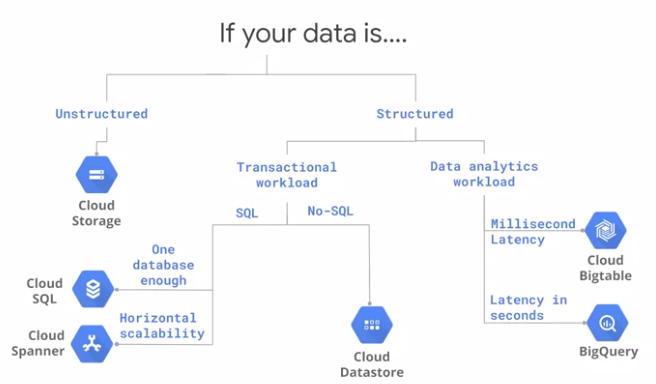 If your data is....
Unstructured
Structured
Cloud
Storage
Transactional
workload
Data analytics
workload
SQL
No-SQL
One
database
enough
Cloud
SQL
Horizontal
scalability
Cloud
Spanner
Cloud
Datastore
Millisecond
Latency
Cloud
Bigtable
Latency in
seconds
BigQuery